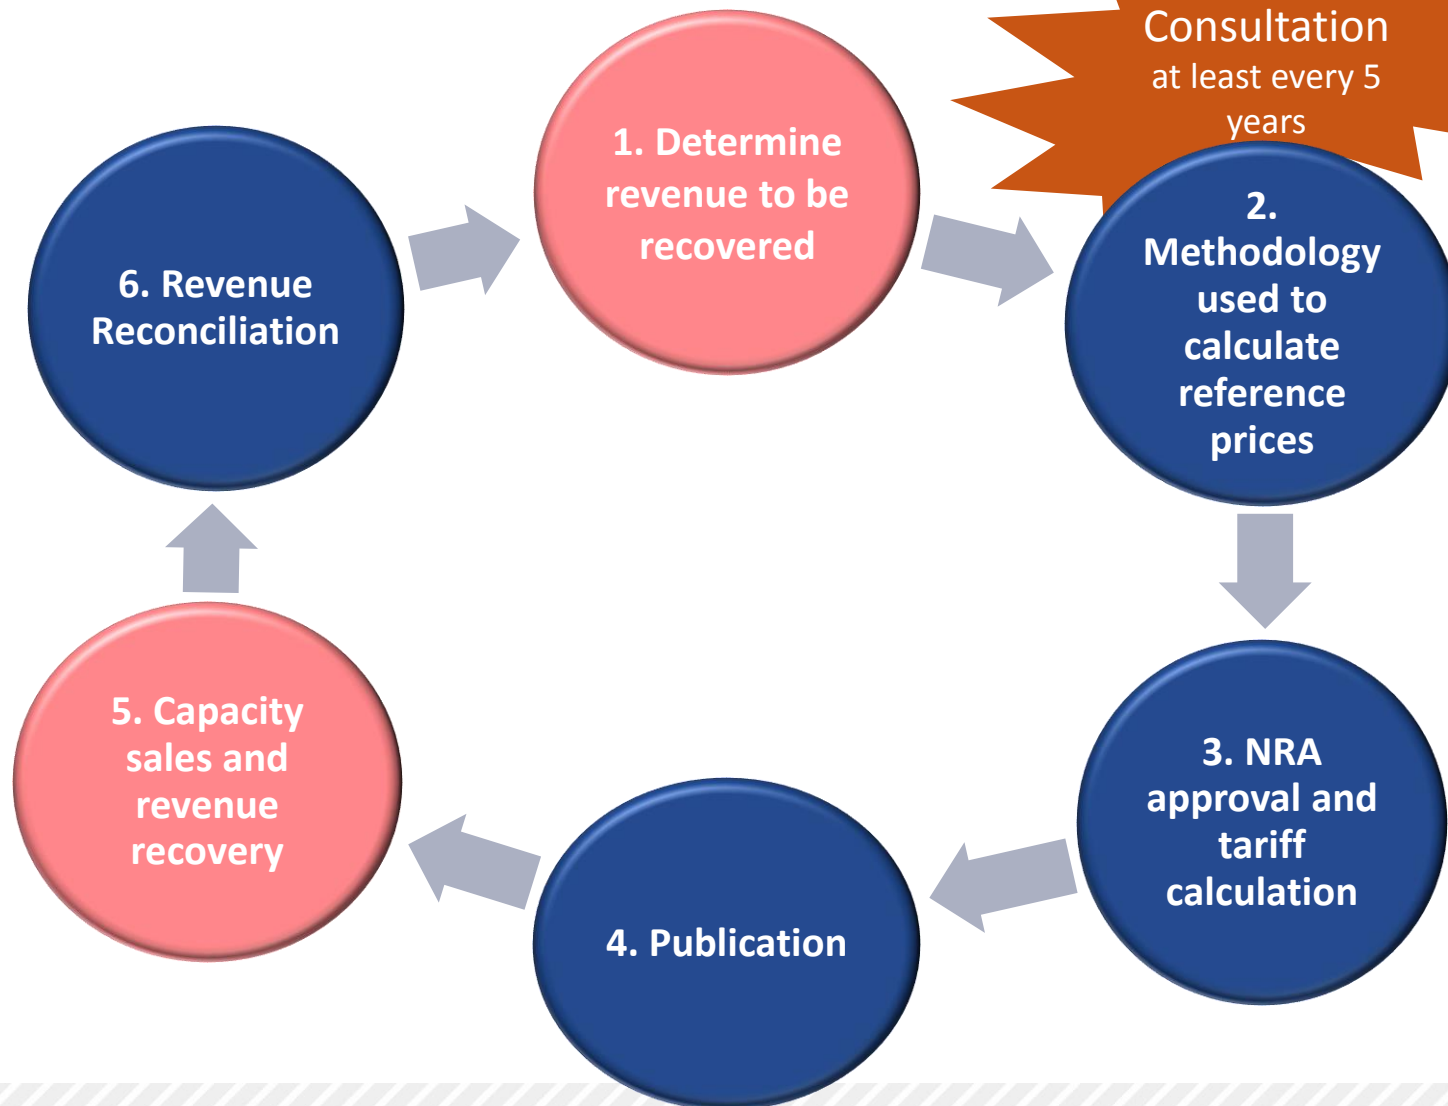 Consultation
at least every 5
years
1. Determine
revenue to be
recovered
2.
Methodology
used to
calculate
reference
prices
3. NRA
approval and
tariff
calculation
4. Publication
5. Capacity
sales and
revenue
recovery
6. Revenue
Reconciliation